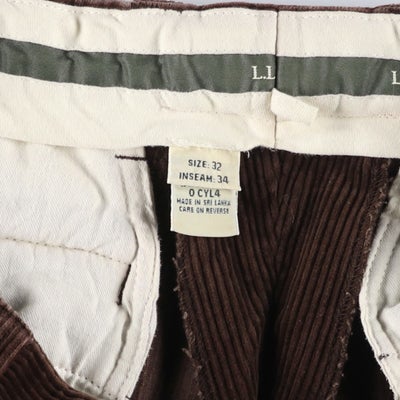 L.L
L
SIZE: 32
INSEAM: 34
0 CYL4
MADE IN SRI LANKA
CARE ON REVERSE